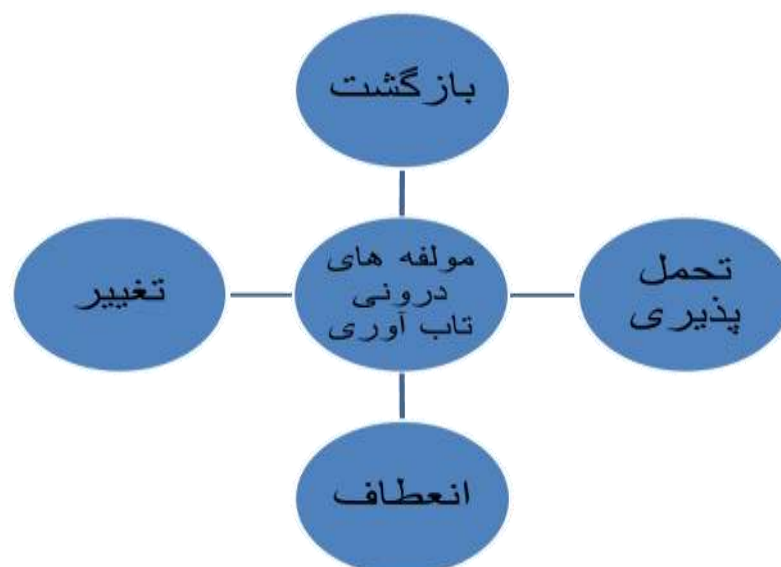 بازگشت
تحمل
پذیری
مولفه های
درونی
تاب آوری
تغییر
انعطاف